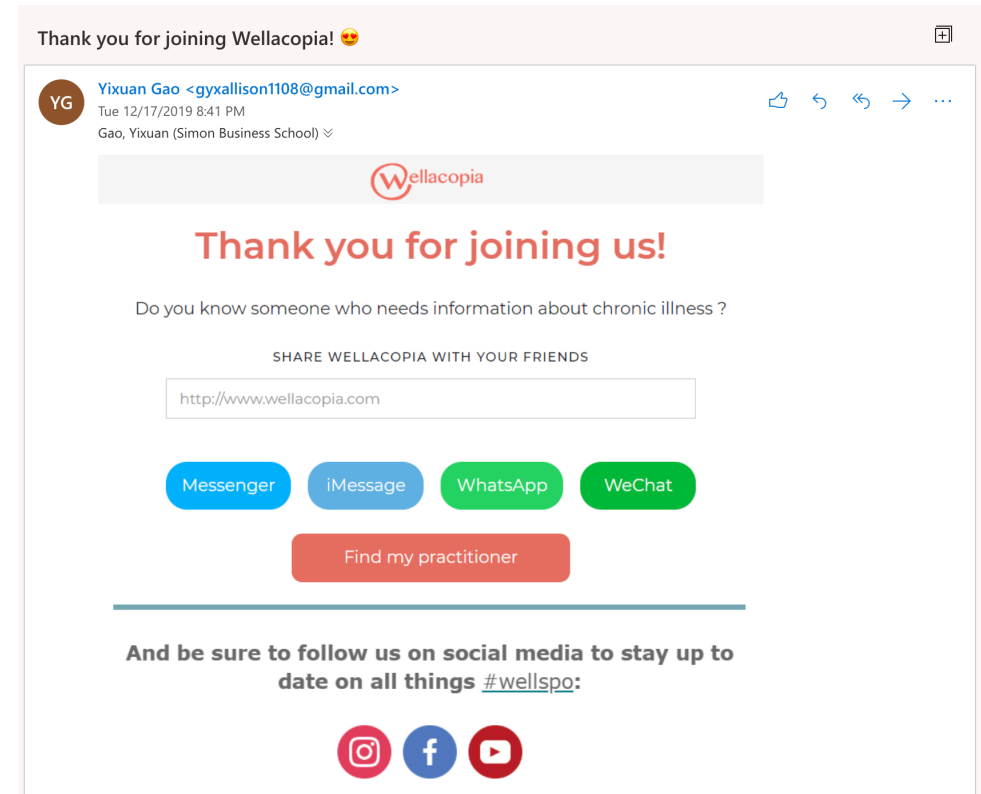 Thank you for joining Wellacopia! 😍
YG
Yixuan Gao <gyxallison1108@gmail.com>
Tue 12/17/2019 8:41 PM
Gao, Yixuan (Simon Business School)
Wellacopia
Thank you for joining us!
Do you know someone who needs information about chronic illness ?
SHARE WELLACOPIA WITH YOUR FRIENDS
http://www.wellacopia.com
Messenger iMessage WhatsApp WeChat
Find my practitioner
And be sure to follow us on social media to stay up to
date on all things #wellspo: